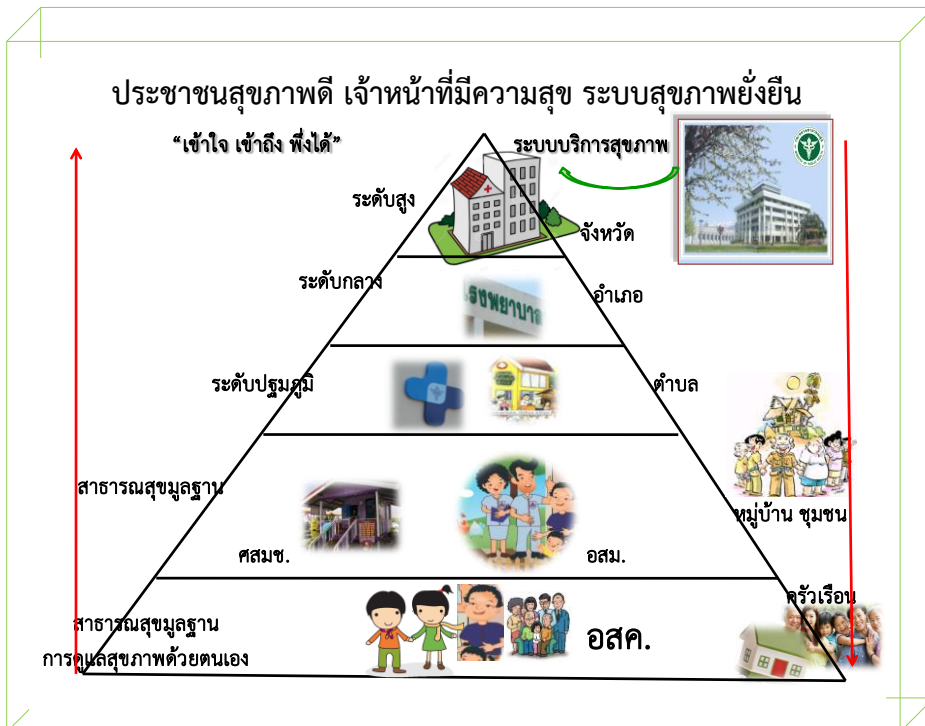 ประชาชนสุขภาพดี เจ้าหน้าที่มีความสุข ระบบสุขภาพยั่งยืน
“เข้าใจ เข้าถึง พึ่งได้”
ระบบบริการสุขภาพ
ระดับสูง
จังหวัด
ระดับกลาง
อำเภอ
รงพยาบาล
ระดับปฐมภูมิ
ตำบล
สาธารณสุขมูลฐาน
หมู่บ้าน ชุมชน
ศสมช.
อสม.
ครัวเรือน
สาธารณสุขมูลฐาน
การดูแลสุขภาพด้วยตนเอง
อสค.